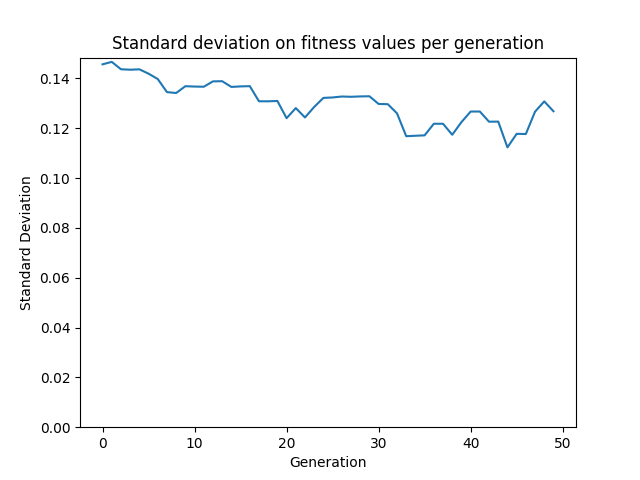 Standard deviation on fitness values per generation
0.14
0.12
0.10
0.08
0.06
0.04
0.02
0.00
Standard Deviation
0 10 20 30 40 50
Generation